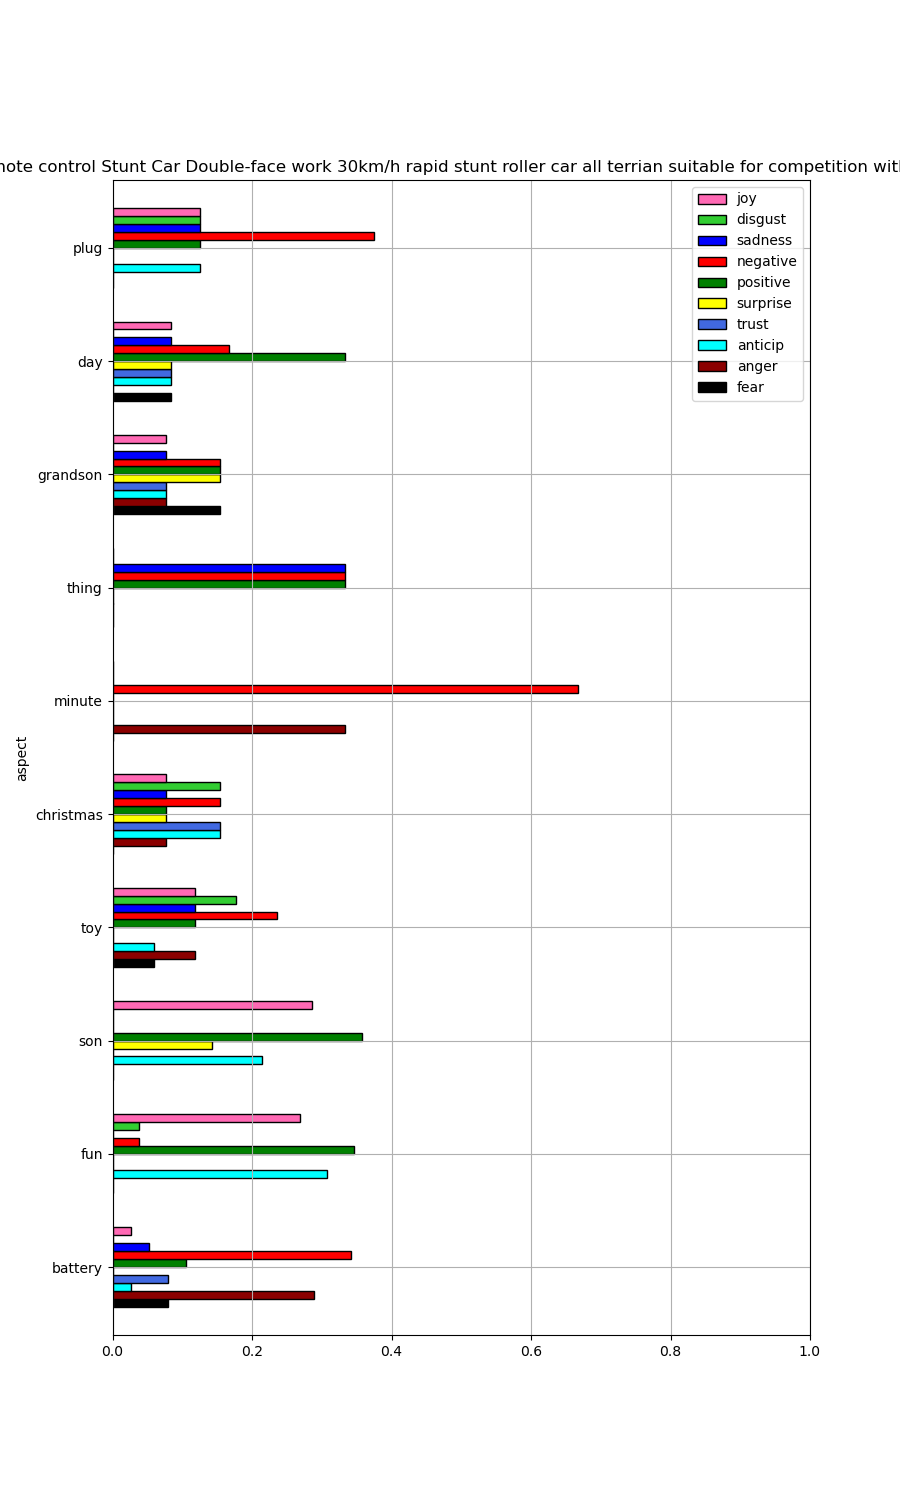 note control Stunt Car Double-face work 30km/h rapid stunt roller car all terrian suitable for competition with
joy
disgust
sadness
negative
positive
surprise
trust
anticip
anger
fear
plug
day
grandson
thing
minute
christmas
toy
son
fun
battery
aspect
0.0 0.2 0.4 0.6 0.8 1.0